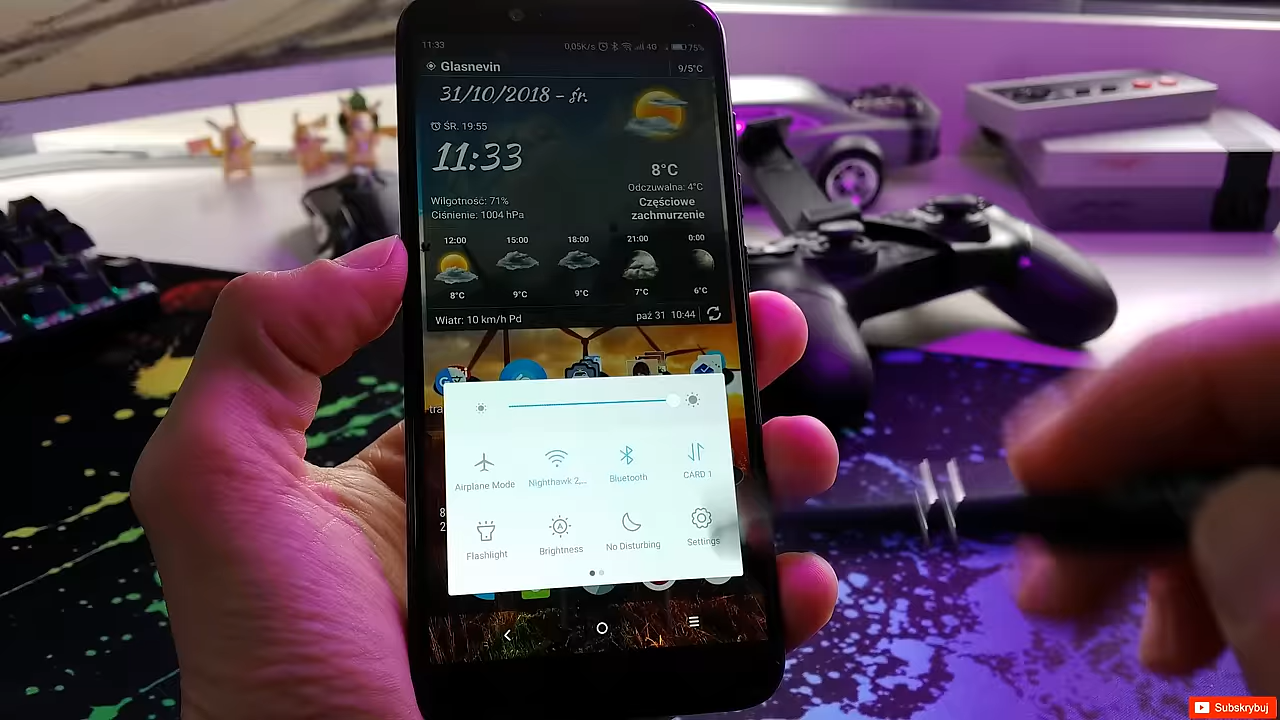 11:33
0,05K/s 4G 75%
Glasnevin
9/5°C
31/10/2018 - śr.
ŚR. 19:55
11:33
8°C
Odczuwalna: 4°C
Częściowe
zachmurzenie
Wilgotność: 71%
Ciśnienie: 1004 hPa
12:00 15:00 18:00 21:00 0:00
8°C 9°C 9°C 7°C 6°C
Wiatr: 10 km/h Pd
paź 31 10:44
Airplane Mode
Nighthawk 2,...
Bluetooth
CARD 1
Flashlight
Brightness
No Disturbing
Settings
Subskrybuj